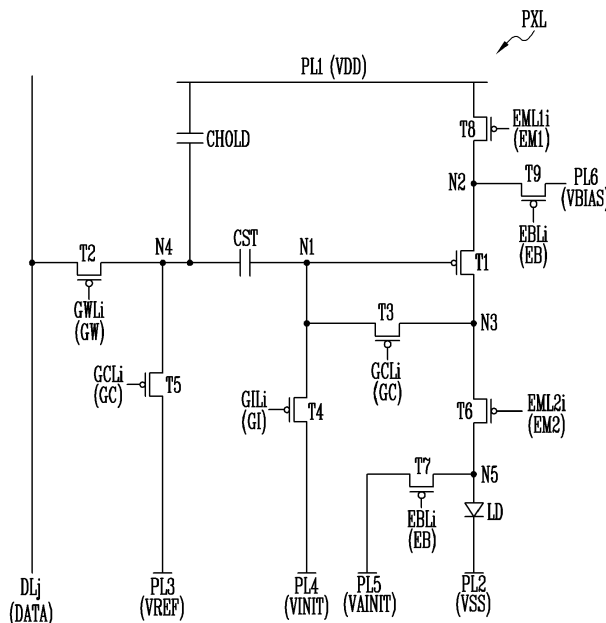 PXL
PL1 (VDD)
CHOLD
T8
EML1i
(EM1)
N2
T9
PL6
(VBIAS)
EBLi
(EB)
T2
N4
CST
N1
T1
GWLi
(GW)
T3
N3
GCLi
(GC)
GCLi
(GC)
T5
GILi
(GI)
T4
T6
EML2i
(EM2)
T7
N5
EBLi
(EB)
LD
DLj
(DATA)
PL3
(VREF)
PL4
(VINIT)
PL5
(VAINIT)
PL2
(VSS)